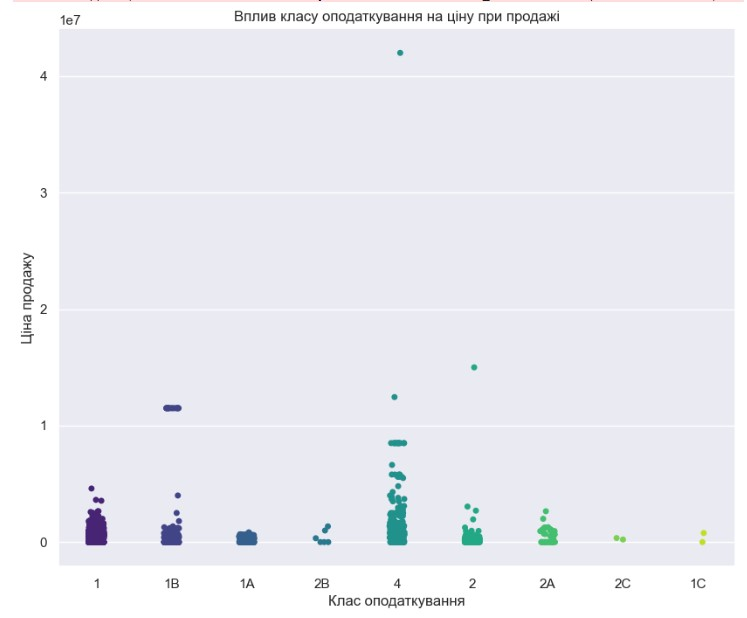 Вплив класу оподаткування на ціну при продажі
1e7
4
3
2
1
0
Ціна продажу
1 1B 1A 2B 4 2 2A 2C 1C
Клас оподаткування